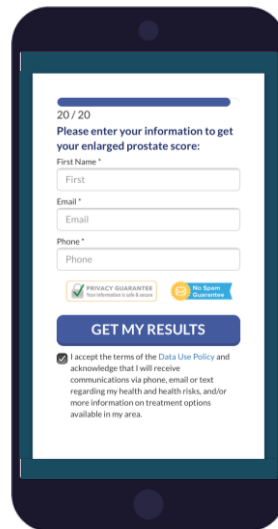 20 / 20
Please enter your information to get
your enlarged prostate score:
First Name *
First
Email *
Email
Phone *
Phone
PRIVACY GUARANTEE
Your information is safe & secure
No Spam
Guarantee
GET MY RESULTS
I accept the terms of the Data Use Policy and
acknowledge that I will receive
communications via phone, email or text
regarding my health and health risks, and/or
more information on treatment options
available in my area.